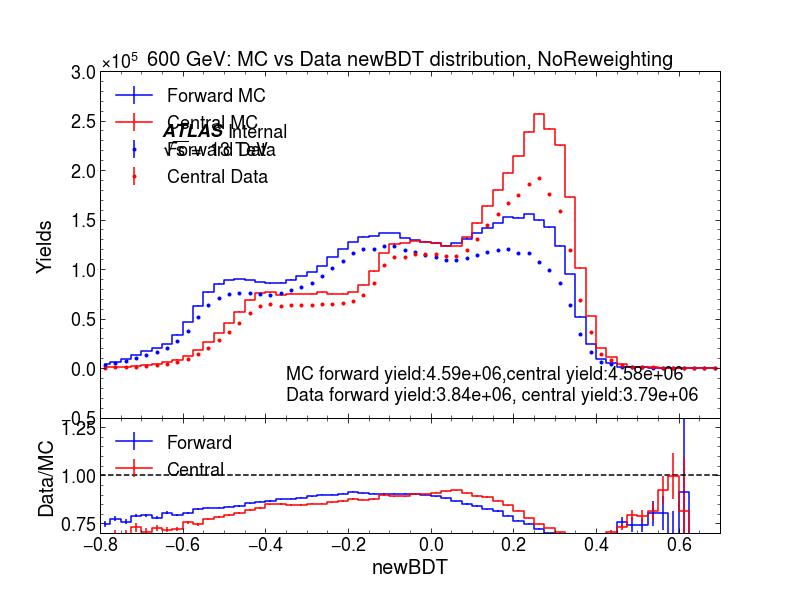 ×10⁵ 600 GeV: MC vs Data newBDT distribution, NoReweighting
3.0
2.5
2.0
1.5
1.0
0.5
0.0
0.5
Yields
Forward MC
Central MC
ATLAS Internal
√s = 13 TeV
Forward Data
Central Data
MC forward yield:4.59e+06,central yield:4.58e+06
Data forward yield:3.84e+06, central yield:3.79e+06
1.25
1.00
0.75
Data/MC
Forward
Central
−0.8 −0.6 −0.4 −0.2 0.0 0.2 0.4 0.6
newBDT